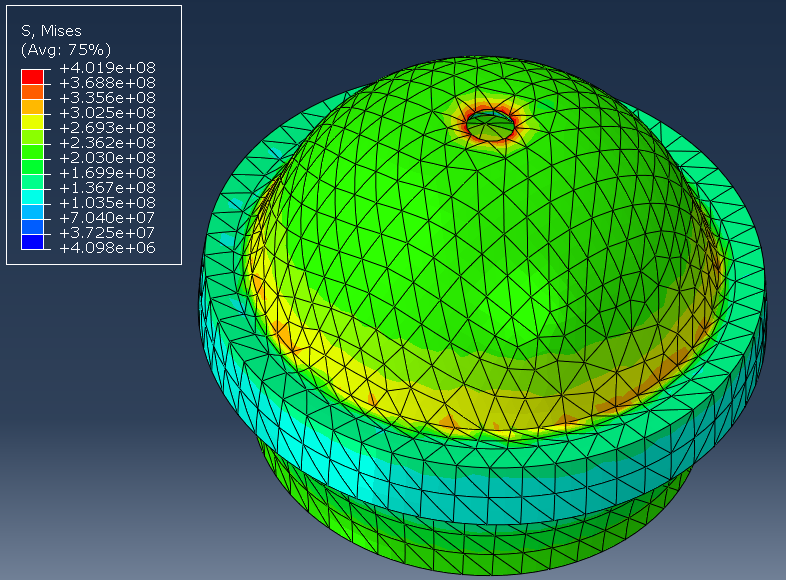 S, Mises
(Avg: 75%)
+4.019e+08
+3.688e+08
+3.356e+08
+3.025e+08
+2.693e+08
+2.362e+08
+2.030e+08
+1.699e+08
+1.367e+08
+1.035e+08
+7.040e+07
+3.725e+07
+4.098e+06